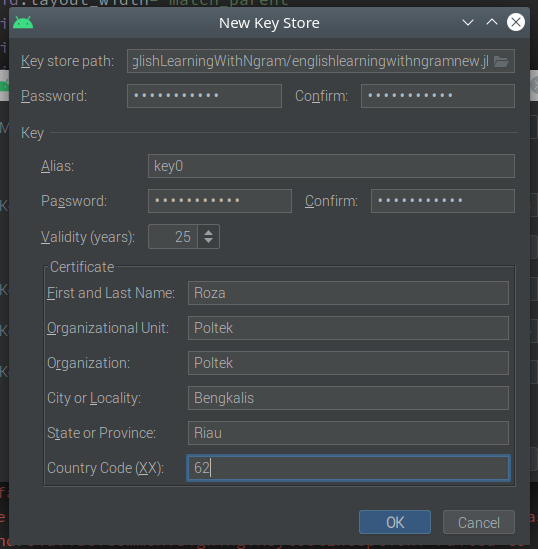 New Key Store
Key store path: glishLearningWithNgram/englishlearningwithngramnew.jl
Password: ••••••••••• Confirm: •••••••••••
Key
Alias: key0
Password: ••••••••••• Confirm: •••••••••••
Validity (years): 25
Certificate
First and Last Name: Roza
Organizational Unit: Poltek
Organization: Poltek
City or Locality: Bengkalis
State or Province: Riau
Country Code (XX): 62
OK Cancel